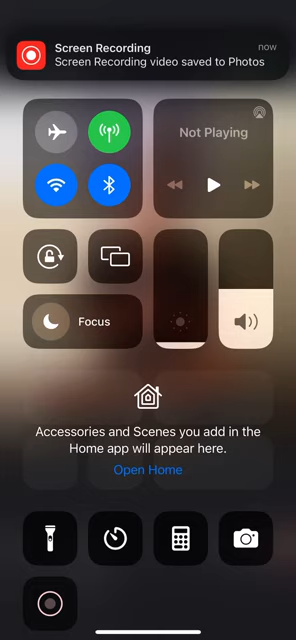 Screen Recording
now
Screen Recording video saved to Photos
Not Playing
Focus
Accessories and Scenes you add in the
Home app will appear here.
Open Home